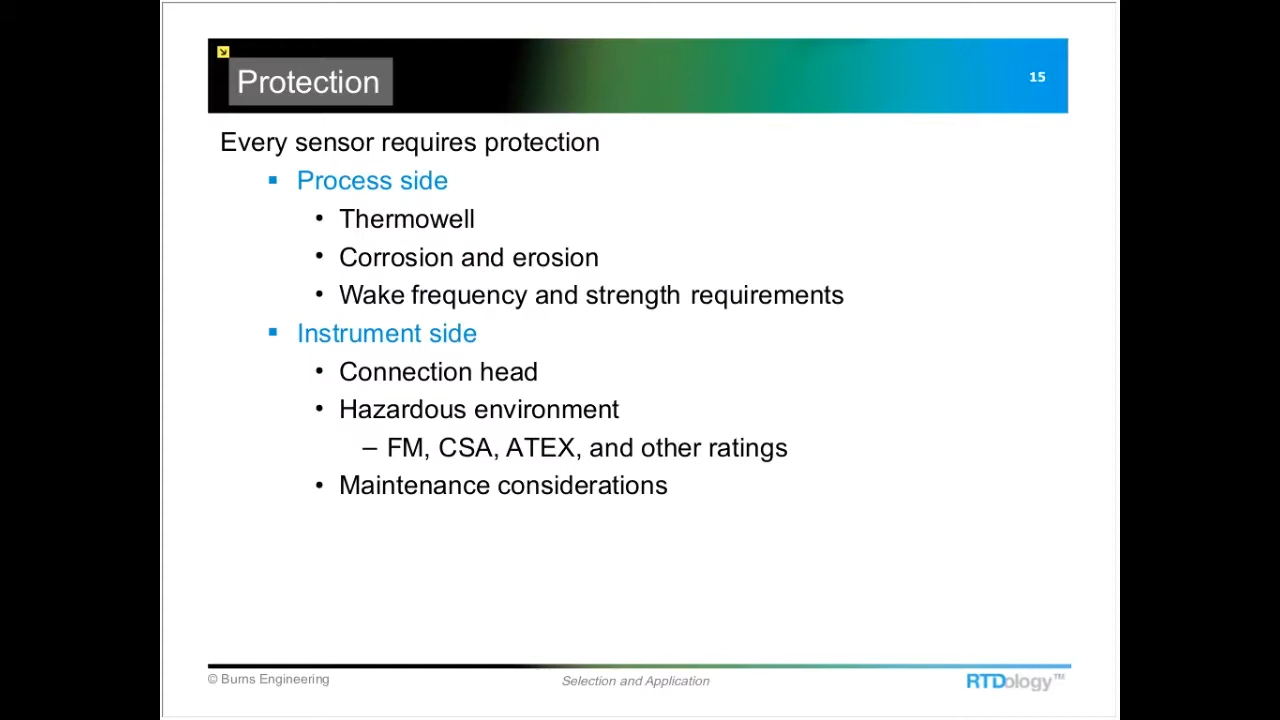 Protection
15
Every sensor requires protection
▪ Process side
• Thermowell
• Corrosion and erosion
• Wake frequency and strength requirements
▪ Instrument side
• Connection head
• Hazardous environment
– FM, CSA, ATEX, and other ratings
• Maintenance considerations
© Burns Engineering
Selection and Application
RTDology™